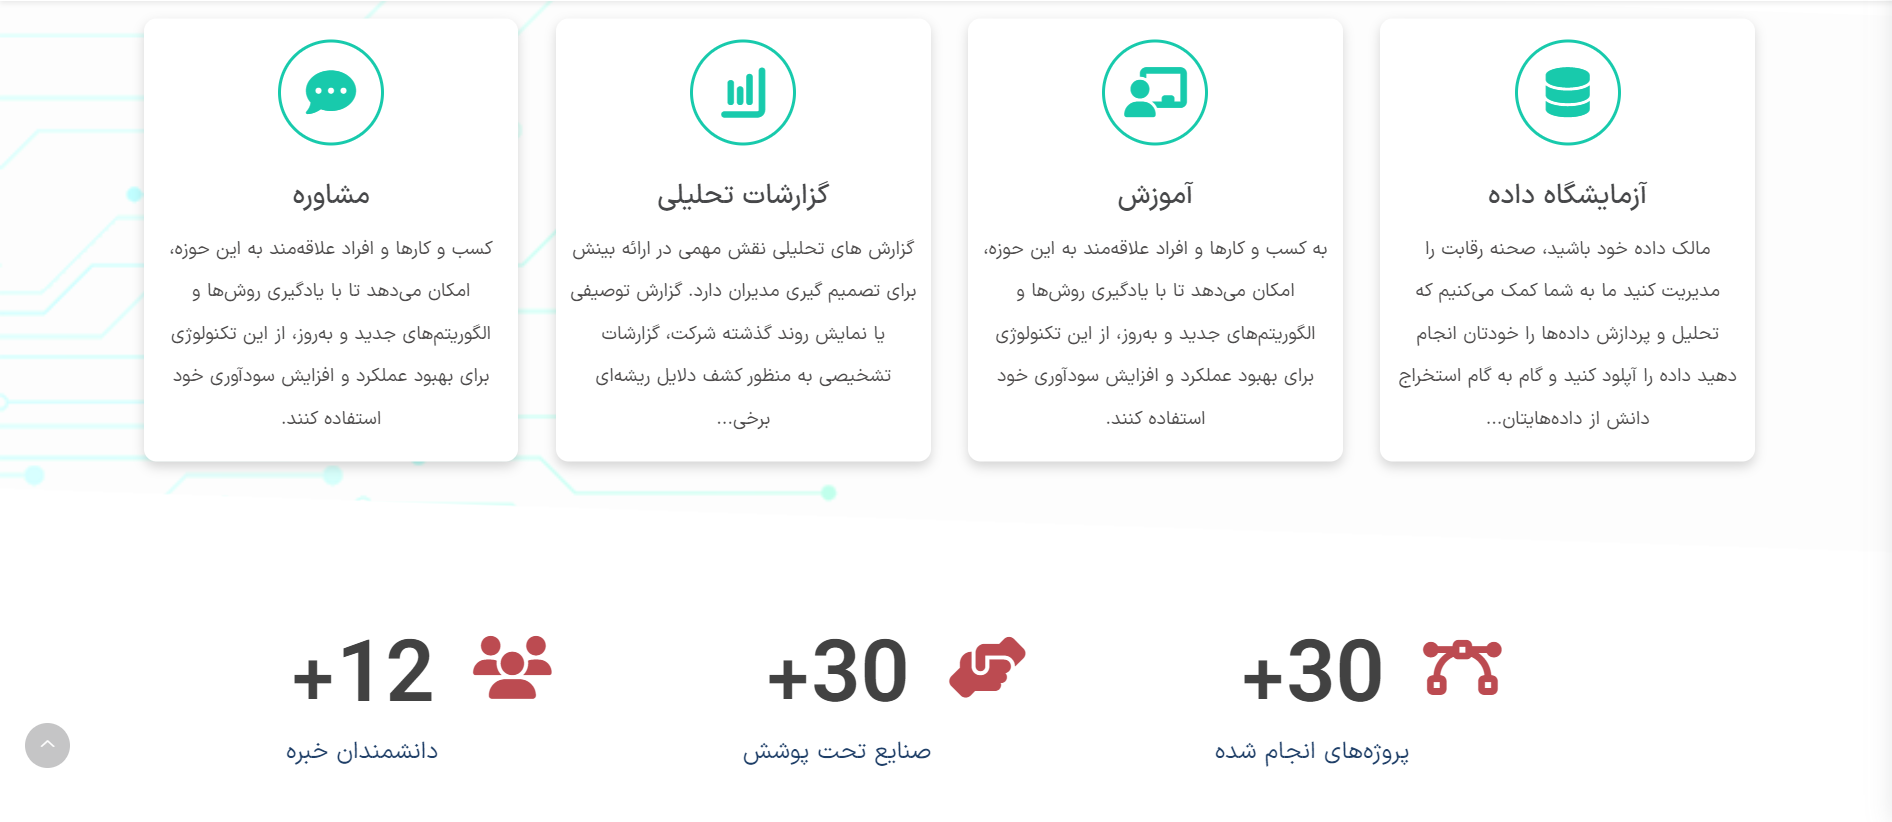 آزمایشگاه داده
مالک داده خود باشید، صحنه رقابت را
مدیریت کنید ما به شما کمک می‌کنیم که
تحلیل و پردازش داده‌ها را خودتان انجام
دهید داده را آپلود کنید و گام به گام استخراج
دانش از داده‌هایتان...
آموزش
به کسب و کارها و افراد علاقه‌مند به این حوزه،
امکان می‌دهد تا با یادگیری روش‌ها و
الگوریتم‌های جدید و به‌روز، از این تکنولوژی
برای بهبود عملکرد و افزایش سودآوری خود
استفاده کنند.
گزارشات تحلیلی
گزارش های تحلیلی نقش مهمی در ارائه بینش
برای تصمیم گیری مدیران دارد. گزارش توصیفی
یا نمایش روند گذشته شرکت، گزارشات
تشخیصی به منظور کشف دلایل ریشه‌ای
برخی...
مشاوره
کسب و کارها و افراد علاقه‌مند به این حوزه،
امکان می‌دهد تا با یادگیری روش‌ها و
الگوریتم‌های جدید و به‌روز، از این تکنولوژی
برای بهبود عملکرد و افزایش سودآوری خود
استفاده کنند.
+30
پروژه‌های انجام شده
+30
صنایع تحت پوشش
+12
دانشمندان خبره